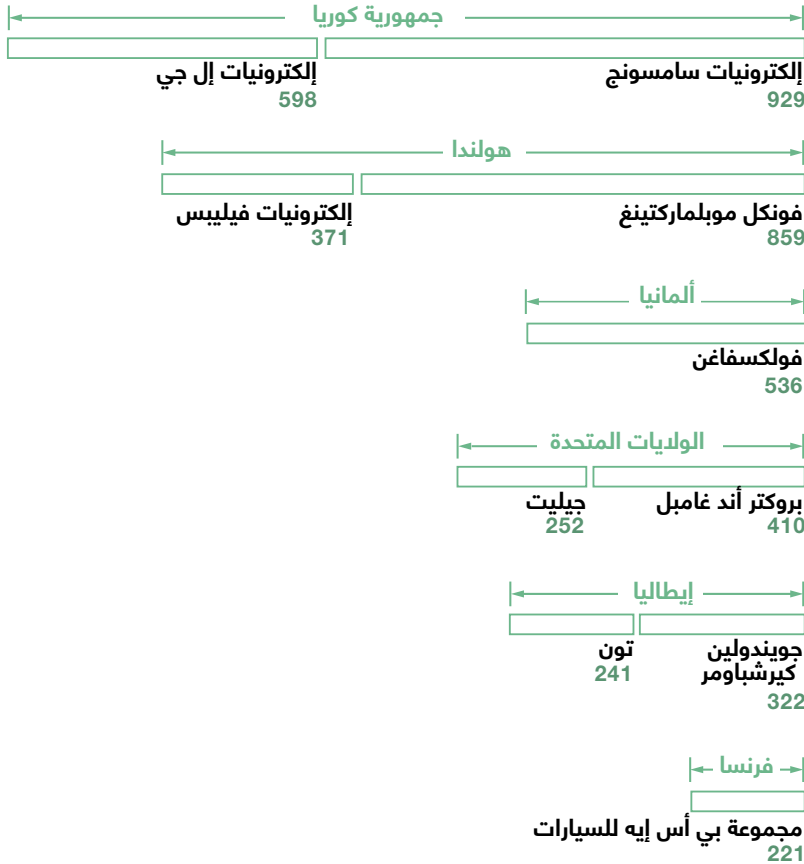 جمهورية كوريا
إلكترونيات سامسونج
929
إلكترونيات إل جي
598
هولندا
فونكل موبلماركتينغ
859
إلكترونيات فيليبس
371
ألمانيا
فولكسفاغن
536
الولايات المتحدة
بروكتر أند غامبل
410
جيليت
252
إيطاليا
جويندولين
كيرشباومر
322
تون
241
فرنسا
مجموعة بي أس إيه للسيارات
221